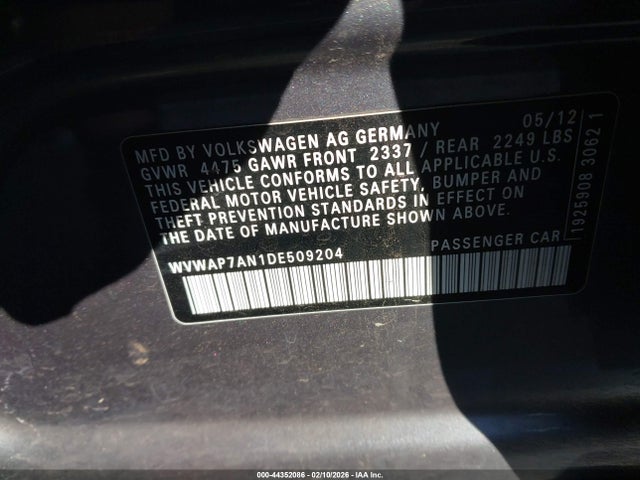 MFD BY VOLKSWAGEN AG GERMANY 05/12
GVWR 4475 GAWR FRONT 2337 / REAR 2249 LBS
THIS VEHICLE CONFORMS TO ALL APPLICABLE U.S.
FEDERAL MOTOR VEHICLE SAFETY, BUMPER AND
THEFT PREVENTION STANDARDS IN EFFECT ON
THE DATE OF MANUFACTURE SHOWN ABOVE.
WVWAP7AN1DE509204 PASSENGER CAR
1925908 3062 1
000-44352086 - 02/10/2026 - IAA Inc.